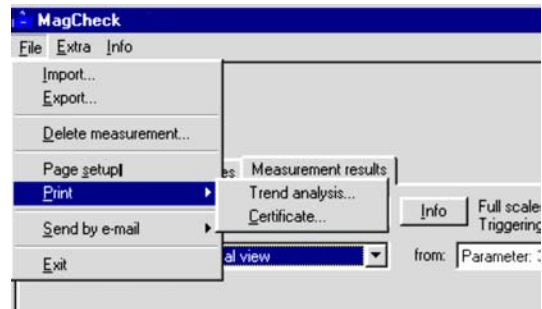 MagCheck
File Extra Info
Import...
Export...
Delete measurement...
Page setup
Print
Send by e-mail
Exit
es Measurement results
Trend analysis...
Certificate...
Info
Full scale
Triggering
al view
from: Parameter: